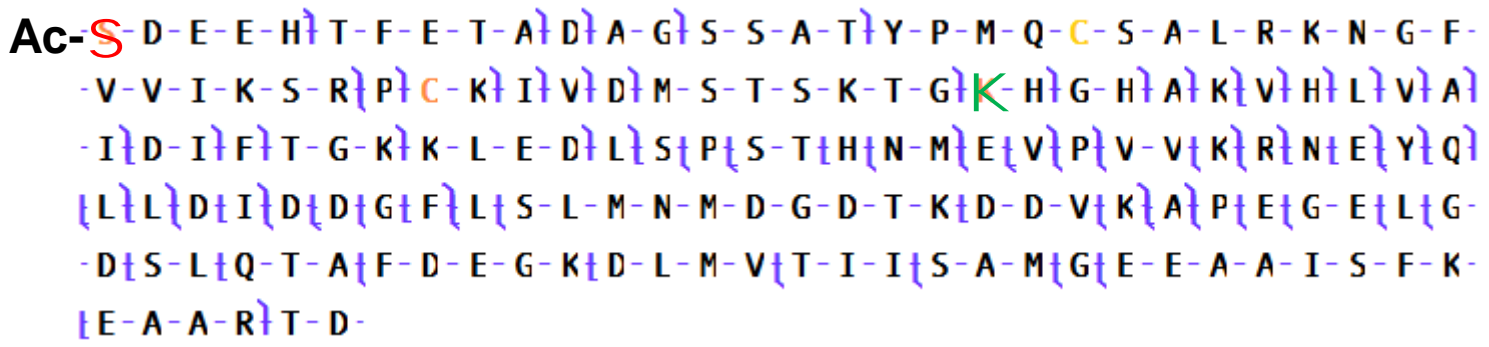 Ac-S-D-E-E-H-T-F-E-T-A-D-A-G-S-S-A-T-Y-P-M-Q-C-S-A-L-R-K-N-G-F-
-V-V-I-K-S-R-P-C-K-I-V-D-M-S-T-S-K-T-G-K-H-G-H-A-K-V-H-L-V-A
-I-D-I-F-T-G-K-K-L-E-D-L-S-P-S-T-H-N-M-E-V-P-V-V-K-R-N-E-Y-Q
L-L-D-I-D-D-G-F-L-S-L-M-N-M-D-G-D-T-K-D-D-V-K-A-P-E-G-E-L-G-
-D-S-L-Q-T-A-F-D-E-G-K-D-L-M-V-T-I-I-S-A-M-G-E-E-A-A-I-S-F-K-
E-A-A-R-T-D-